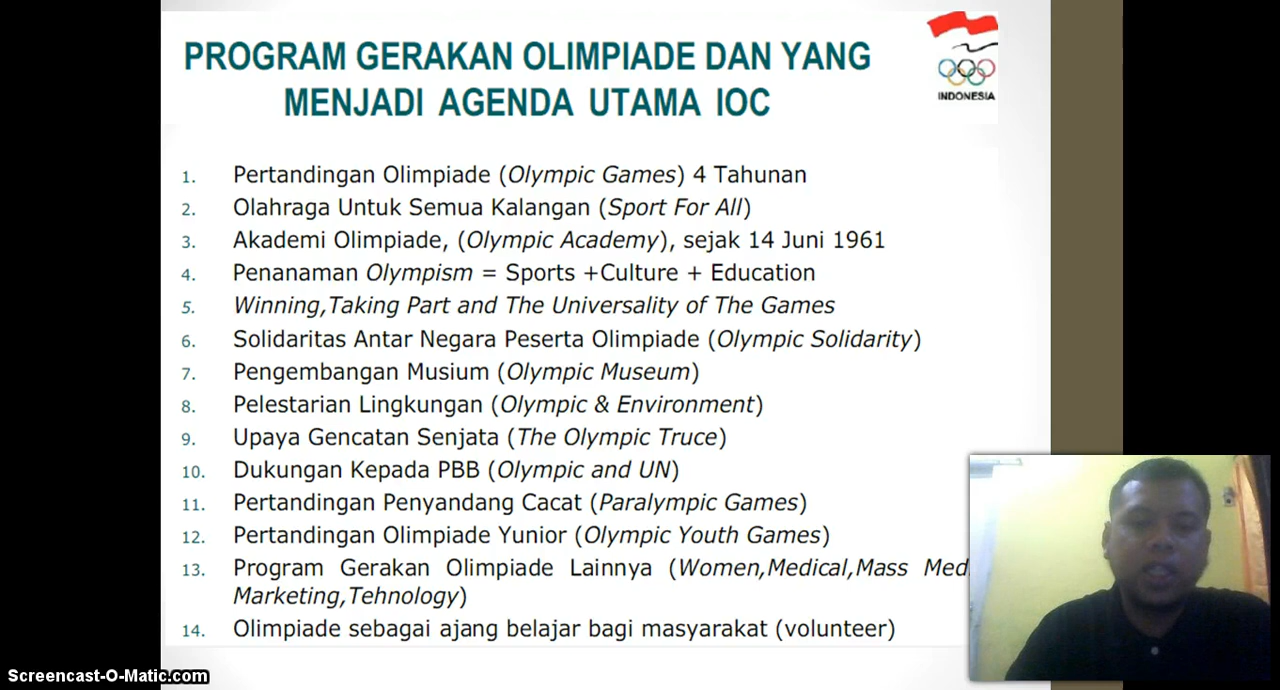 PROGRAM GERAKAN OLIMPIADE DAN YANG
MENJADI AGENDA UTAMA IOC
INDONESIA
1. Pertandingan Olimpiade (Olympic Games) 4 Tahunan
2. Olahraga Untuk Semua Kalangan (Sport For All)
3. Akademi Olimpiade, (Olympic Academy), sejak 14 Juni 1961
4. Penanaman Olympism = Sports +Culture + Education
5. Winning,Taking Part and The Universality of The Games
6. Solidaritas Antar Negara Peserta Olimpiade (Olympic Solidarity)
7. Pengembangan Musium (Olympic Museum)
8. Pelestarian Lingkungan (Olympic & Environment)
9. Upaya Gencatan Senjata (The Olympic Truce)
10. Dukungan Kepada PBB (Olympic and UN)
11. Pertandingan Penyandang Cacat (Paralympic Games)
12. Pertandingan Olimpiade Yunior (Olympic Youth Games)
13. Program Gerakan Olimpiade Lainnya (Women,Medical,Mass Med
Marketing,Tehnology)
14. Olimpiade sebagai ajang belajar bagi masyarakat (volunteer)
Screencast-O-Matic.com